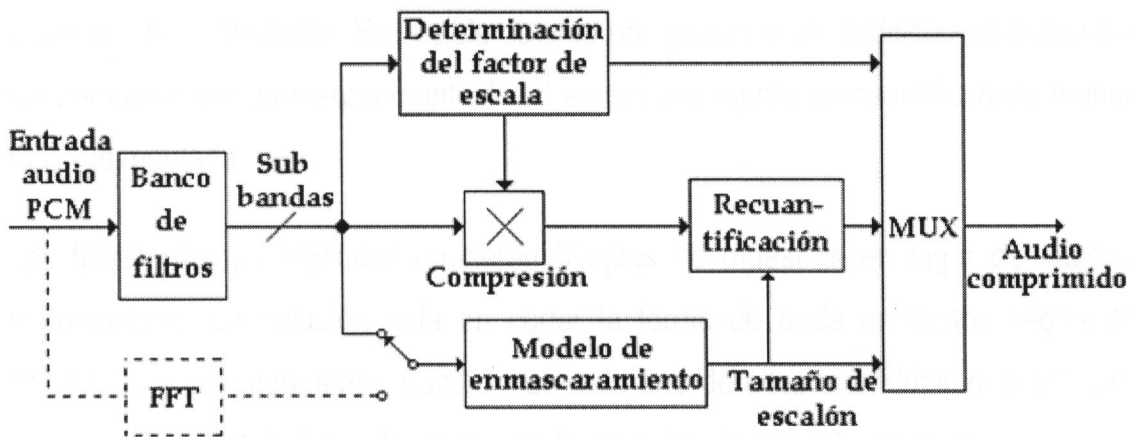 Determinación
del factor de
escala
Entrada
audio
PCM
Banco
de
filtros
Sub
bandas
Compresión
Recuan-
tificación
MUX
Audio
comprimido
Modelo de
enmascaramiento
Tamaño de
escalón
FFT